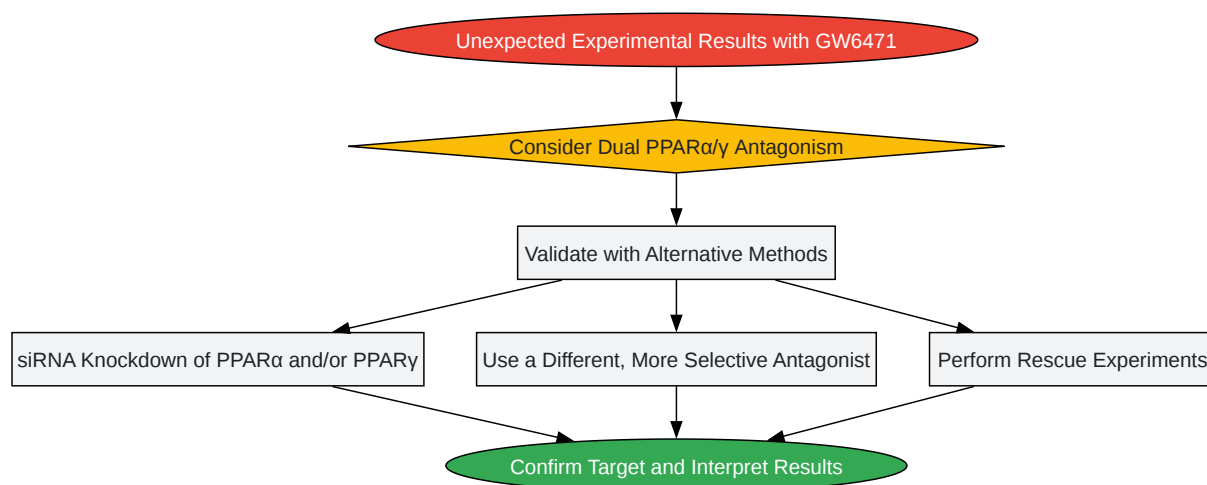 Unexpected Experimental Results with GW6471
Consider Dual PPARα/γ Antagonism
Validate with Alternative Methods
siRNA Knockdown of PPARα and/or PPARγ
Use a Different, More Selective Antagonist
Perform Rescue Experiments
Confirm Target and Interpret Results